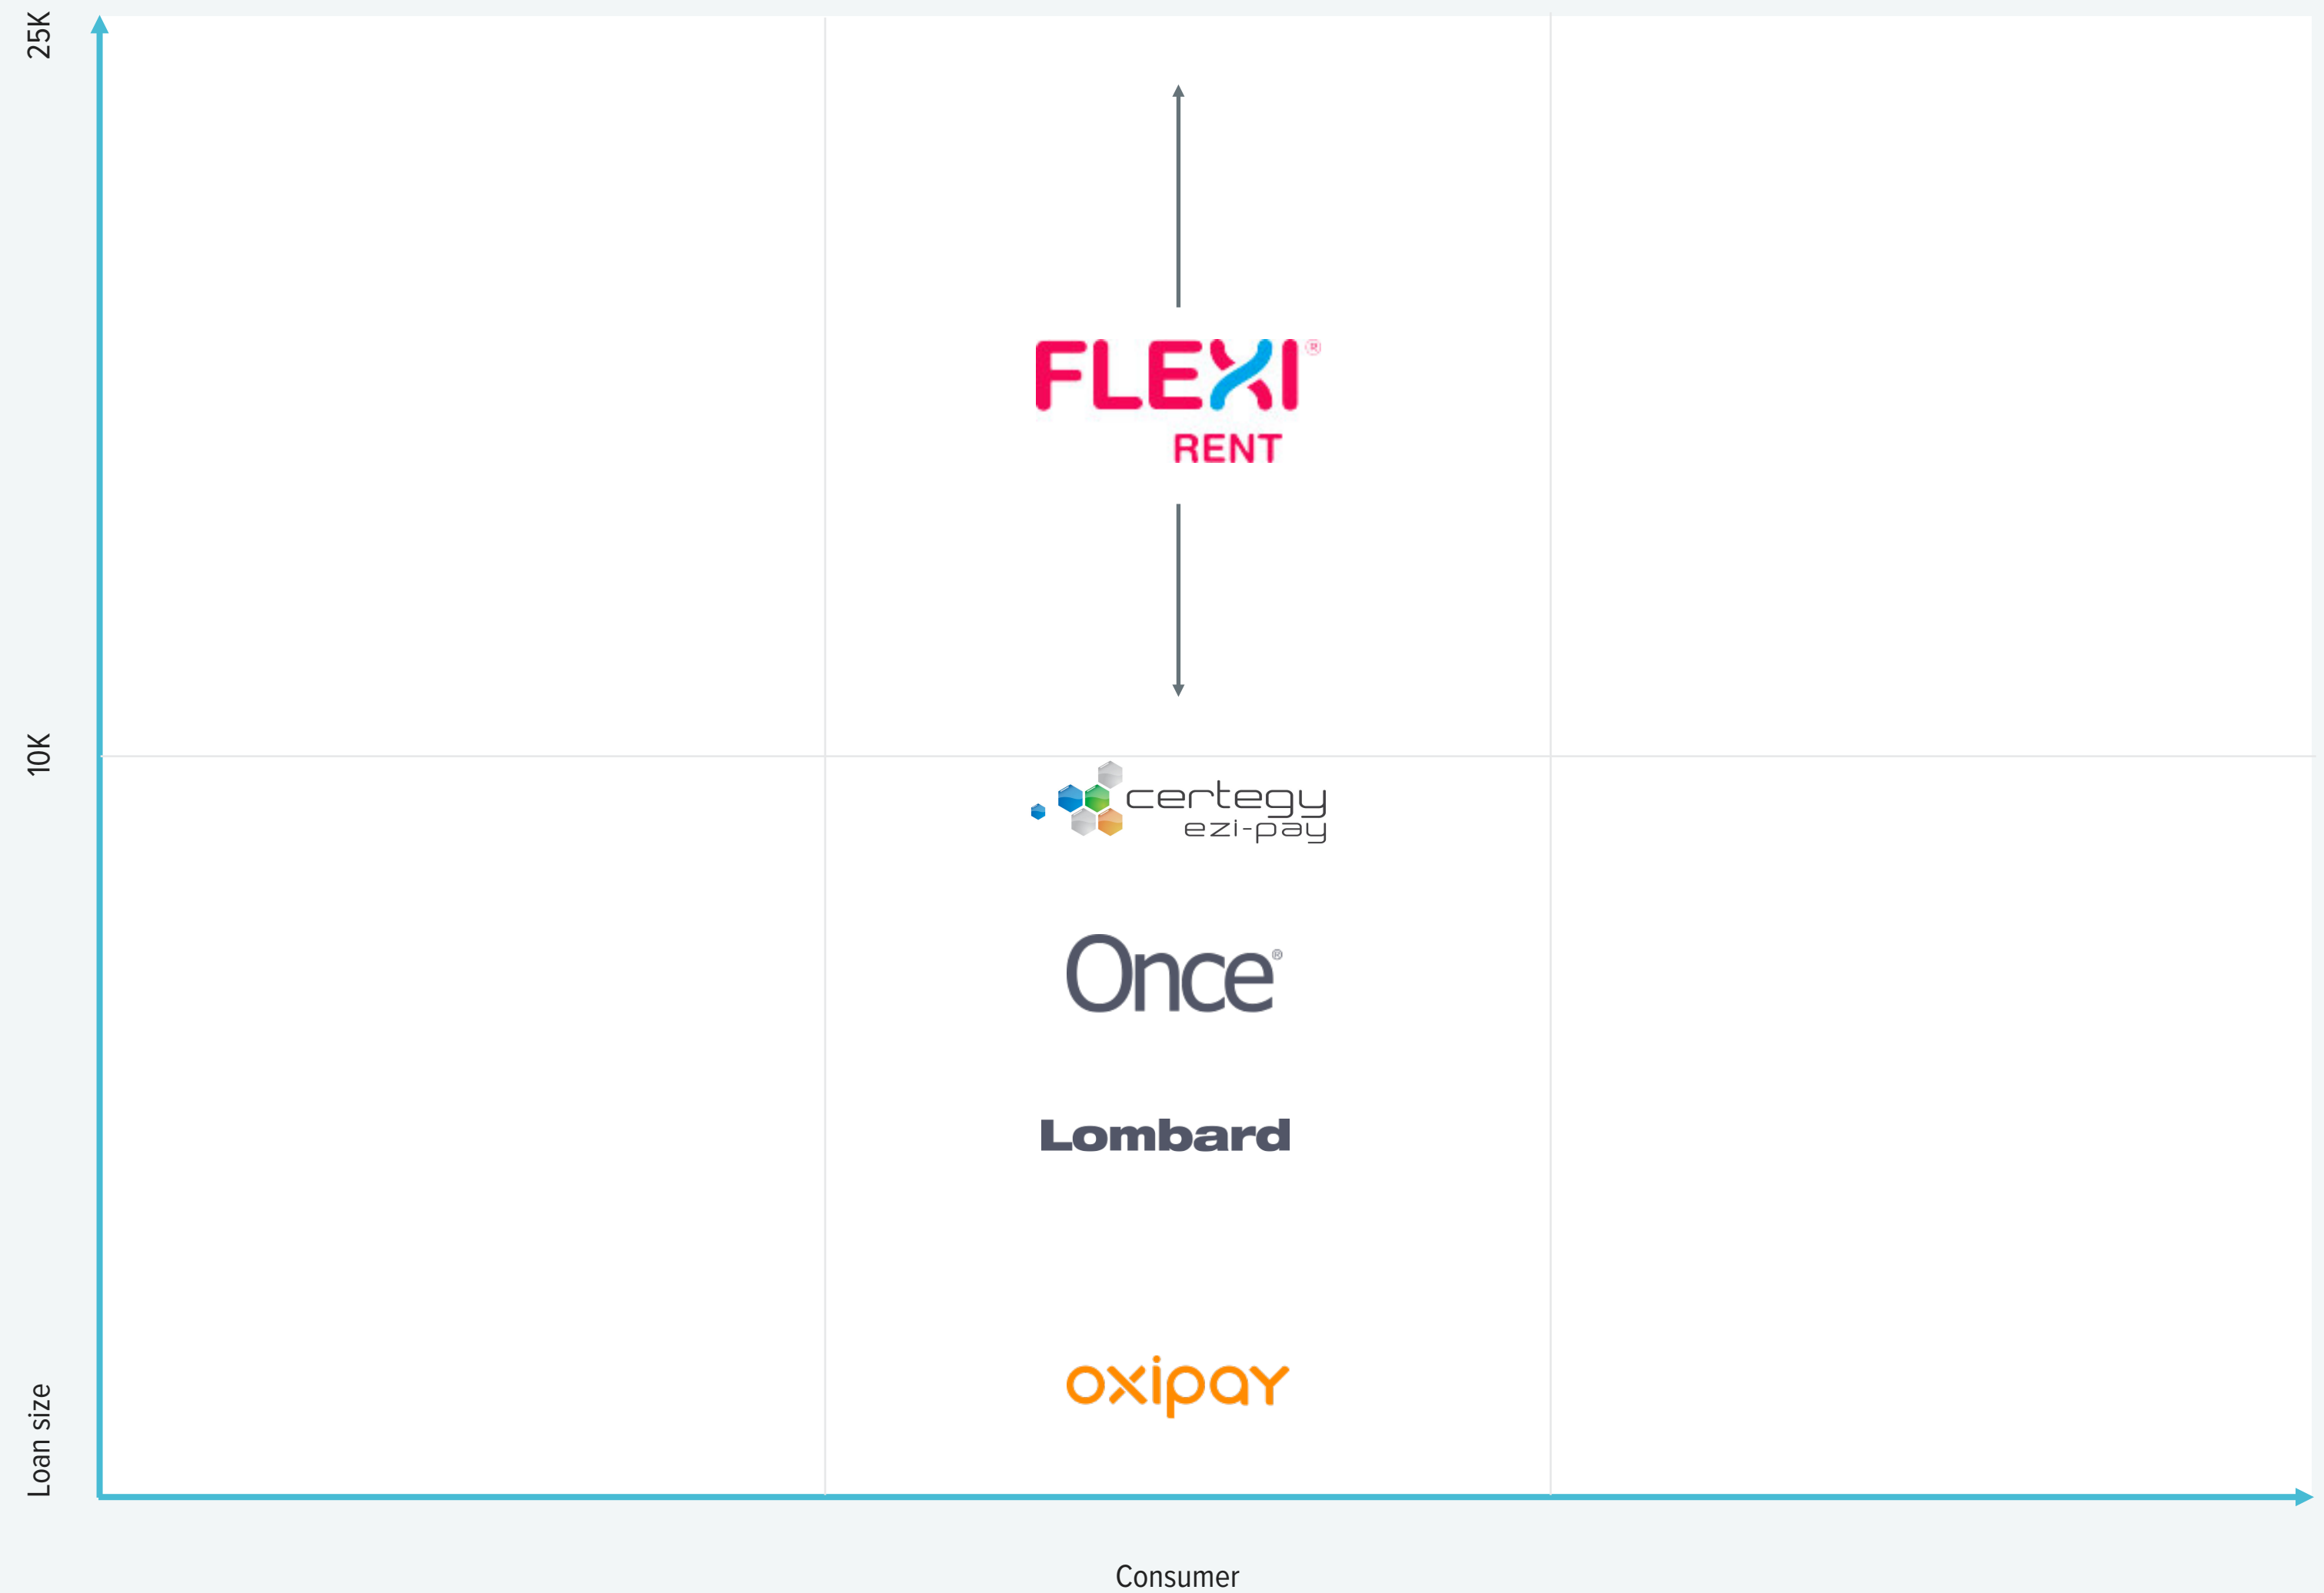 25K
FLEXI®
RENT
10K
certegy
ezi-pay
Once®
Lombard
oxipay
Loan size
Consumer